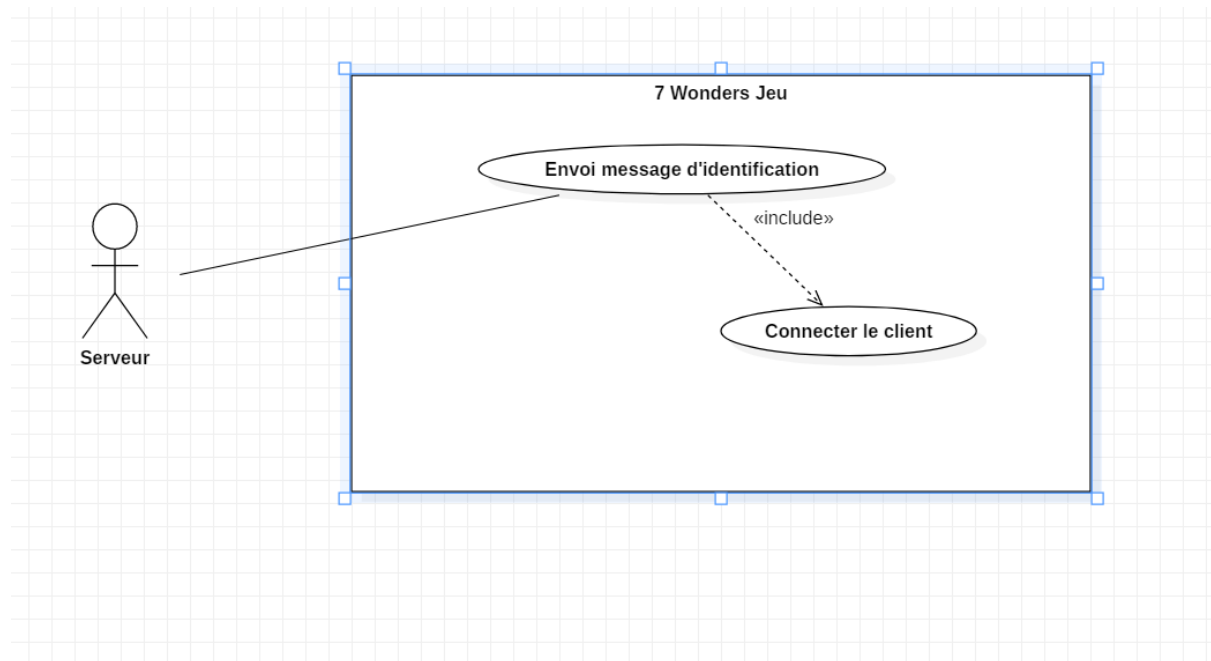 7 Wonders Jeu
Envoi message d'identification
«include»
Connecter le client
Serveur